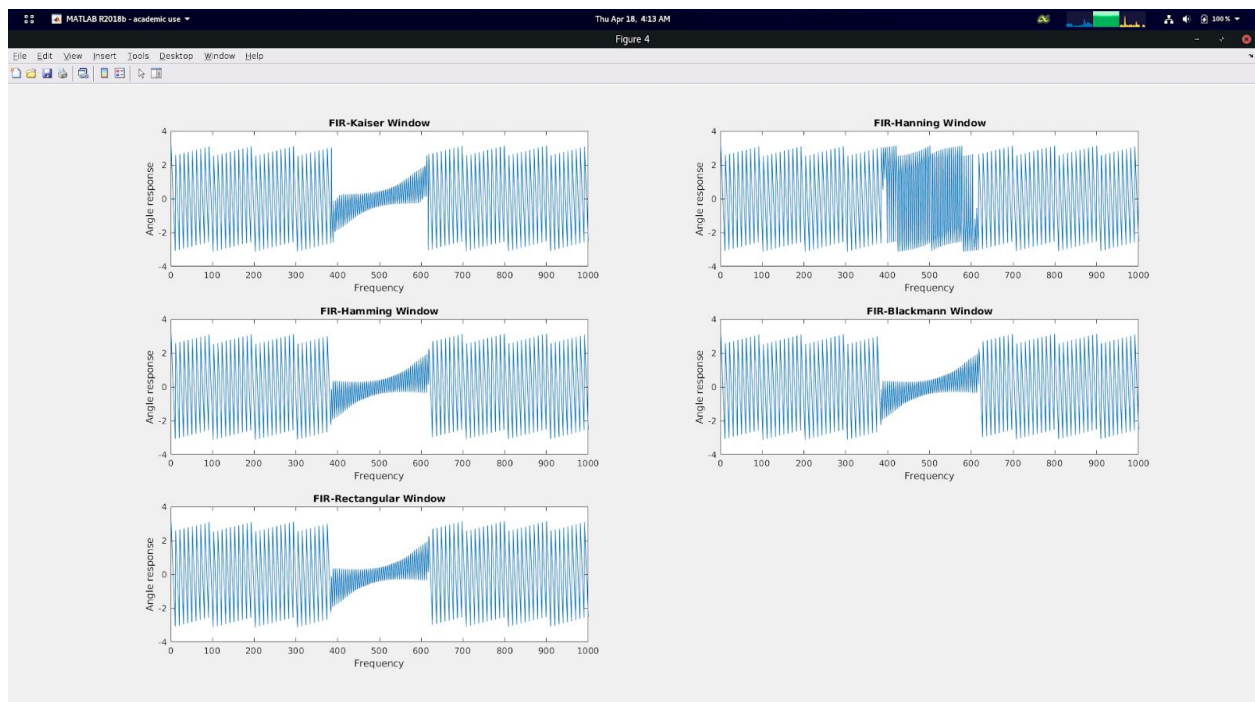 MATLAB R2018b - academic use
Thu Apr 18, 4:13 AM
100 %
Figure 4
File Edit View Insert Tools Desktop Window Help
FIR-Kaiser Window
4
2
0
-2
-4
Angle response
0 100 200 300 400 500 600 700 800 900 1000
Frequency
FIR-Hanning Window
4
2
0
-2
-4
Angle response
0 100 200 300 400 500 600 700 800 900 1000
Frequency
FIR-Hamming Window
4
2
0
-2
-4
Angle response
0 100 200 300 400 500 600 700 800 900 1000
Frequency
FIR-Blackmann Window
4
2
0
-2
-4
Angle response
0 100 200 300 400 500 600 700 800 900 1000
Frequency
FIR-Rectangular Window
4
2
0
-2
-4
Angle response
0 100 200 300 400 500 600 700 800 900 1000
Frequency